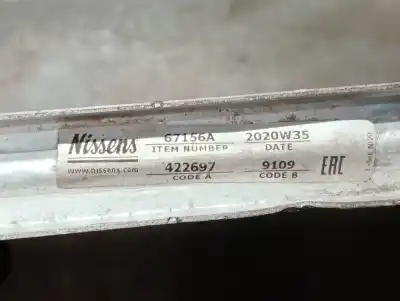 Nissens 67156A 2020W35
ITEM NUMBER DATE
422697 9109 EAC
www.nissens.com CODE A CODE B